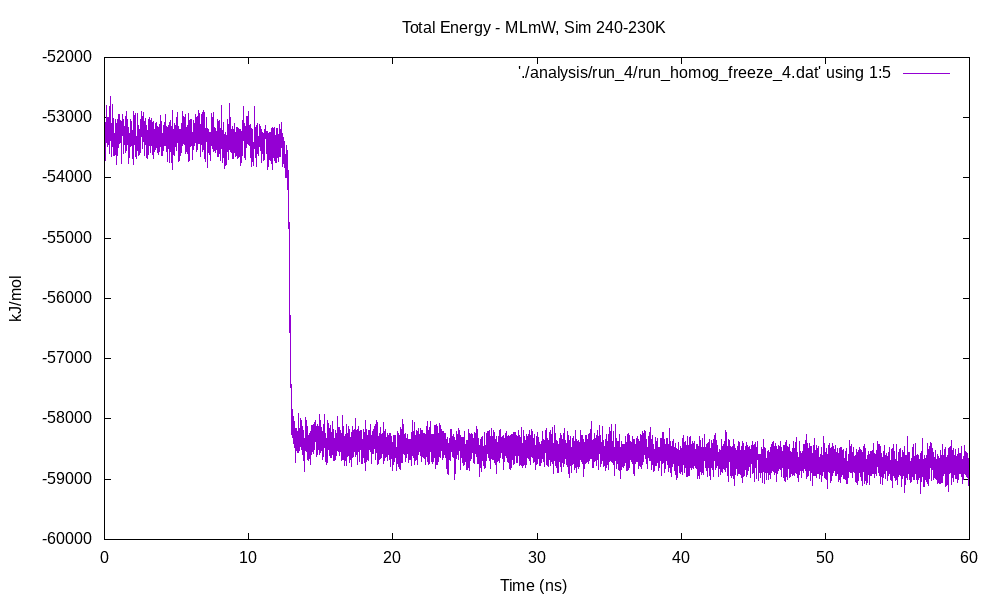 Total Energy - MLmW, Sim 240-230K
'./analysis/run_4/run_homog_freeze_4.dat' using 1:5
-52000
-53000
-54000
-55000
-56000
-57000
-58000
-59000
-60000
kJ/mol
0 10 20 30 40 50 60
Time (ns)